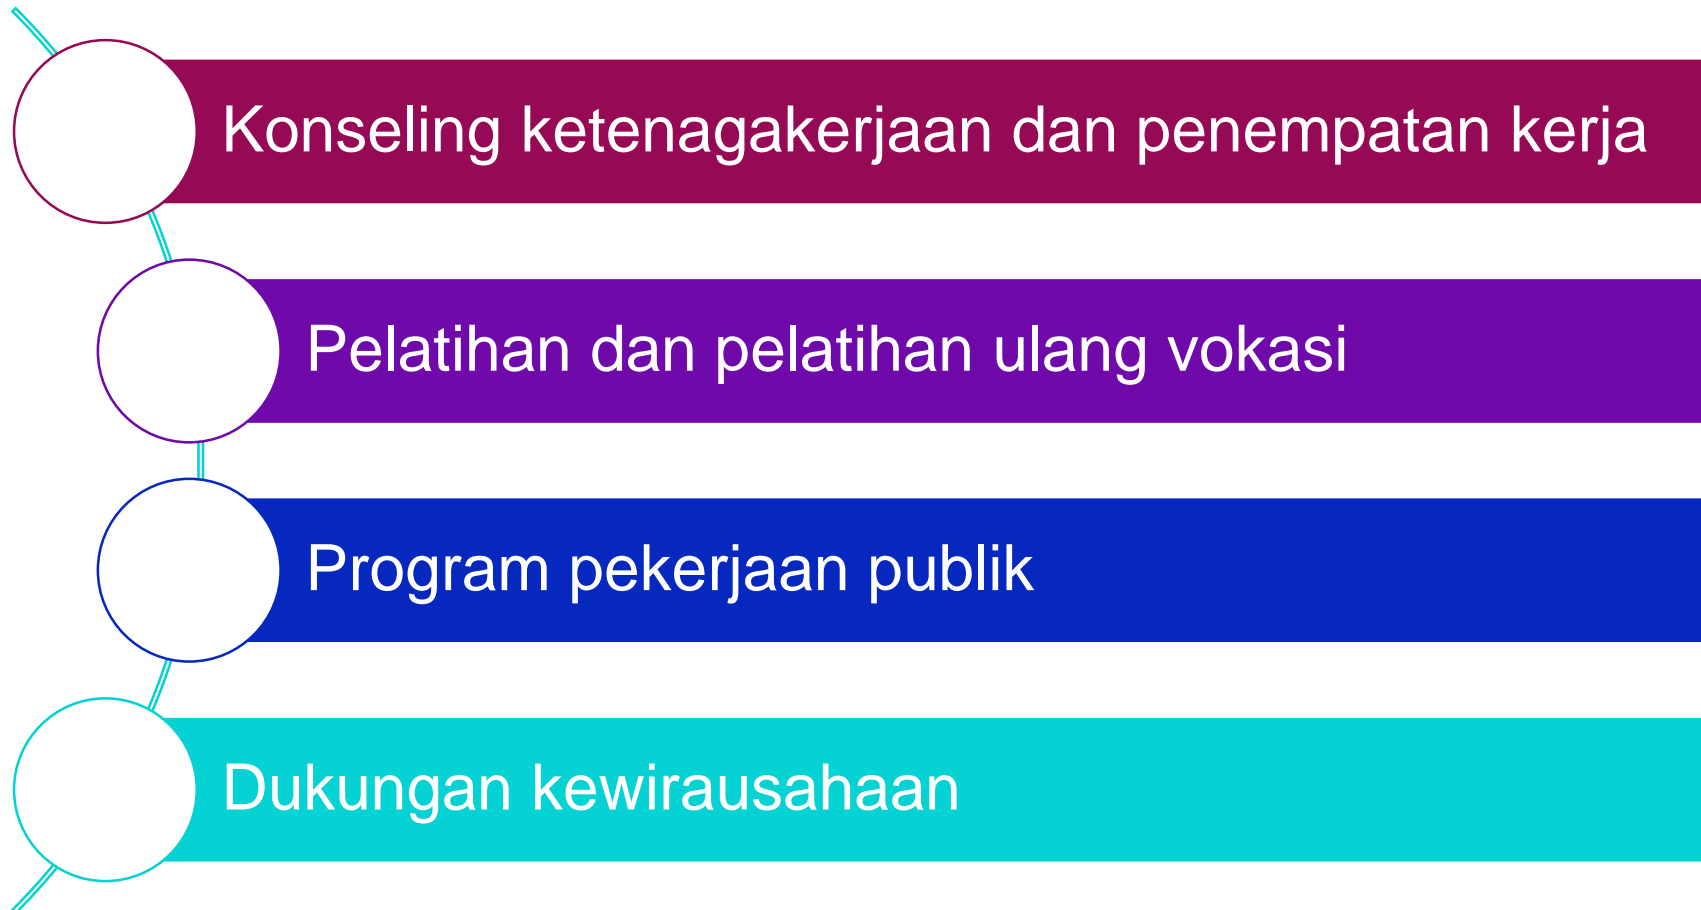 Konseling ketenagakerjaan dan penempatan kerja
Pelatihan dan pelatihan ulang vokasi
Program pekerjaan publik
Dukungan kewirausahaan